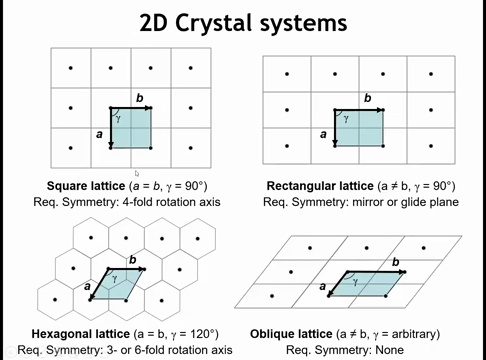 2D Crystal systems
b
γ
a
b
γ
a
Square lattice (a = b, γ = 90°)
Req. Symmetry: 4-fold rotation axis
Rectangular lattice (a ≠ b, γ = 90°)
Req. Symmetry: mirror or glide plane
b
a
γ
b
a
γ
Hexagonal lattice (a = b, γ = 120°)
Req. Symmetry: 3- or 6-fold rotation axis
Oblique lattice (a ≠ b, γ = arbitrary)
Req. Symmetry: None